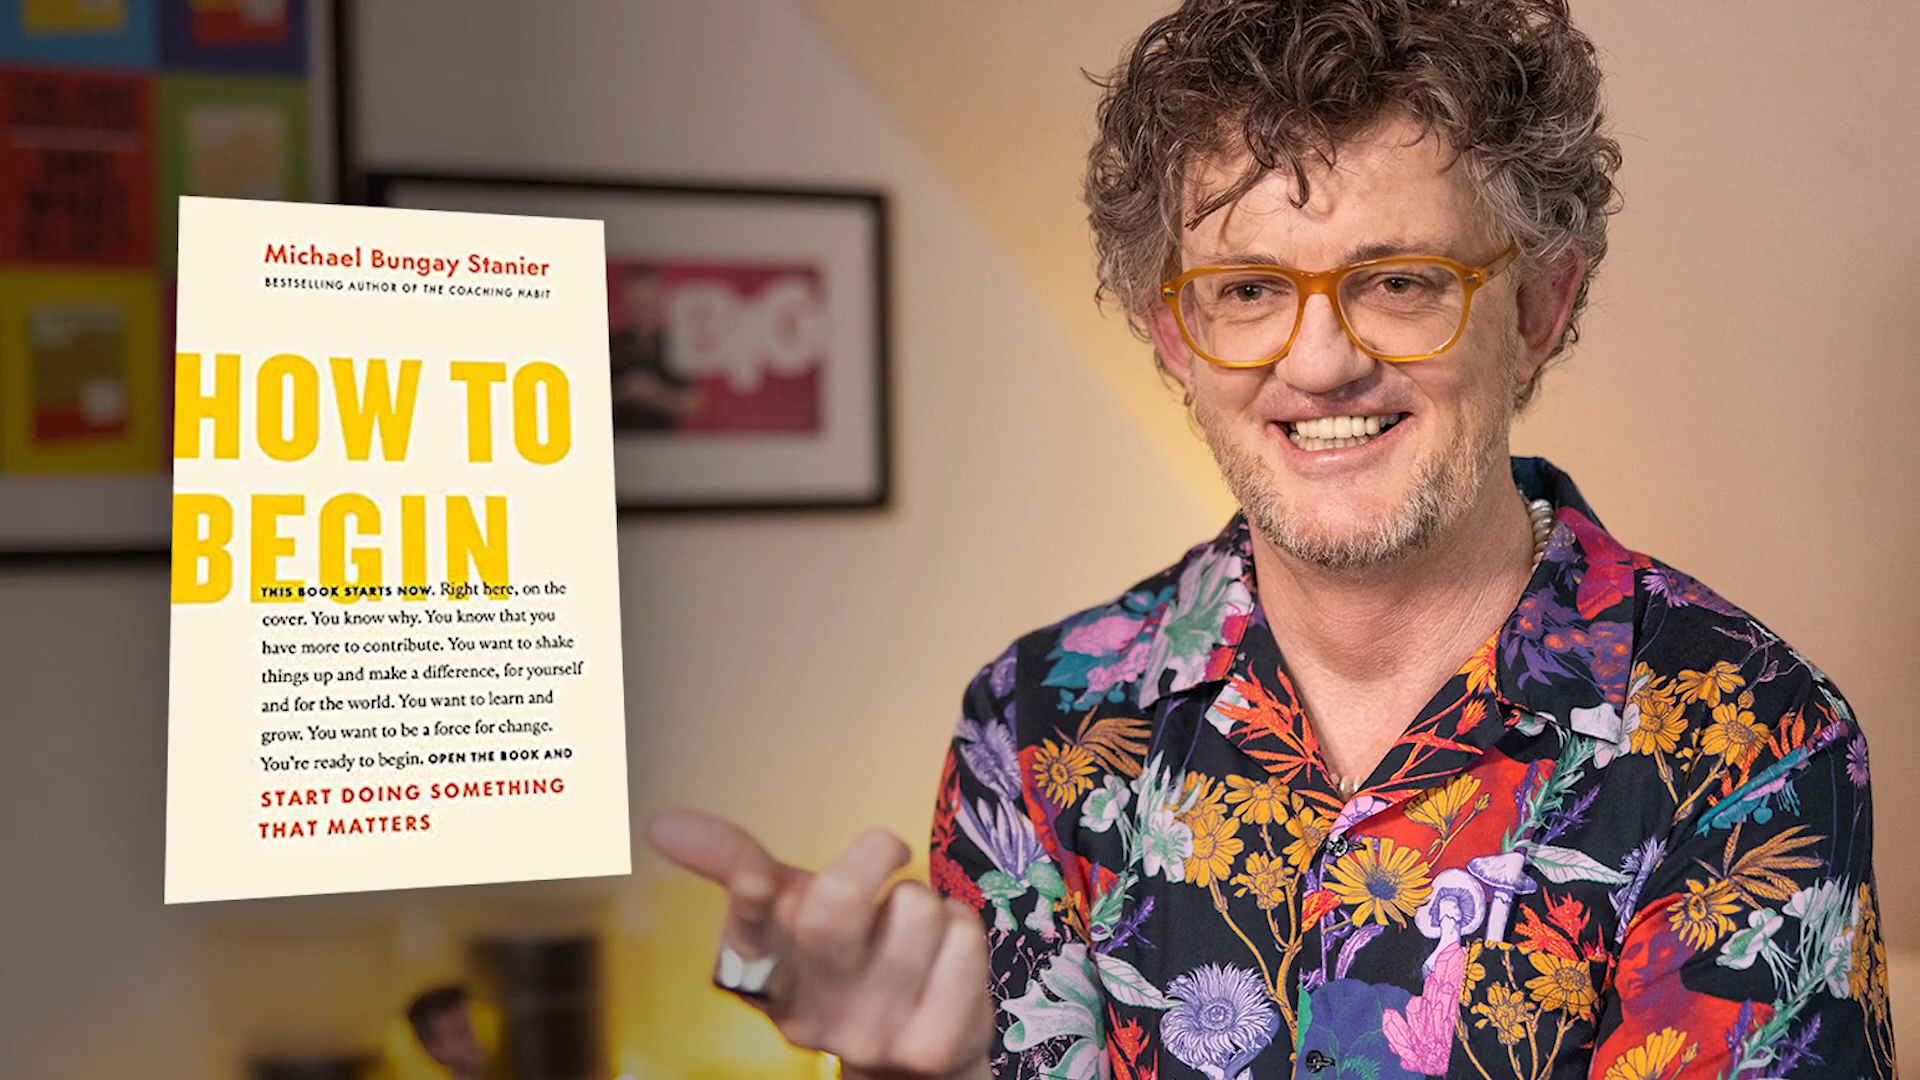 Michael Bungay Stanier
BESTSELLING AUTHOR OF THE COACHING HABIT
HOW TO
BEGIN
THIS BOOK STARTS NOW. Right here, on the
cover. You know why. You know that you
have more to contribute. You want to shake
things up and make a difference, for yourself
and for the world. You want to learn and
grow. You want to be a force for change.
You're ready to begin. OPEN THE BOOK AND
START DOING SOMETHING
THAT MATTERS
BIG